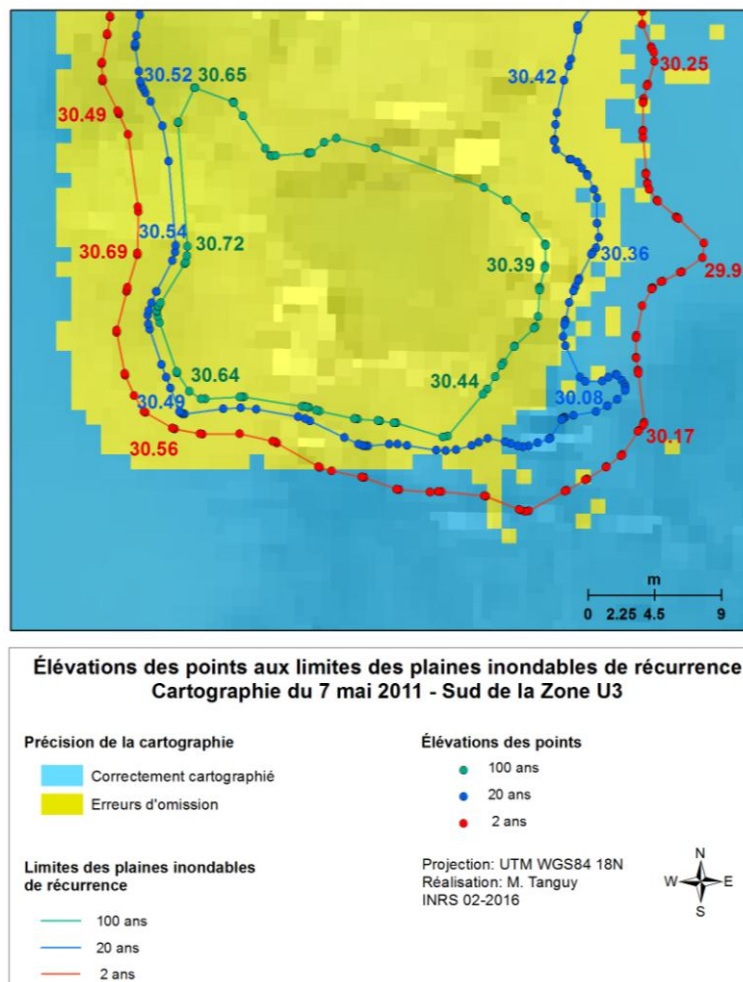 30.52
30.65
30.42
30.25
30.49
30.54
30.72
30.36
30.69
30.39
29.9
30.64
30.44
30.49
30.08
30.56
30.17
m
0 2.25 4.5 9
Élévations des points aux limites des plaines inondables de récurrence
Cartographie du 7 mai 2011 - Sud de la Zone U3
Précision de la cartographie
Correctement cartographié
Erreurs d'omission
Limites des plaines inondables
de récurrence
100 ans
20 ans
2 ans
Élévations des points
100 ans
20 ans
2 ans
Projection: UTM WGS84 18N
Réalisation: M. Tanguy
INRS 02-2016
N
W E
S